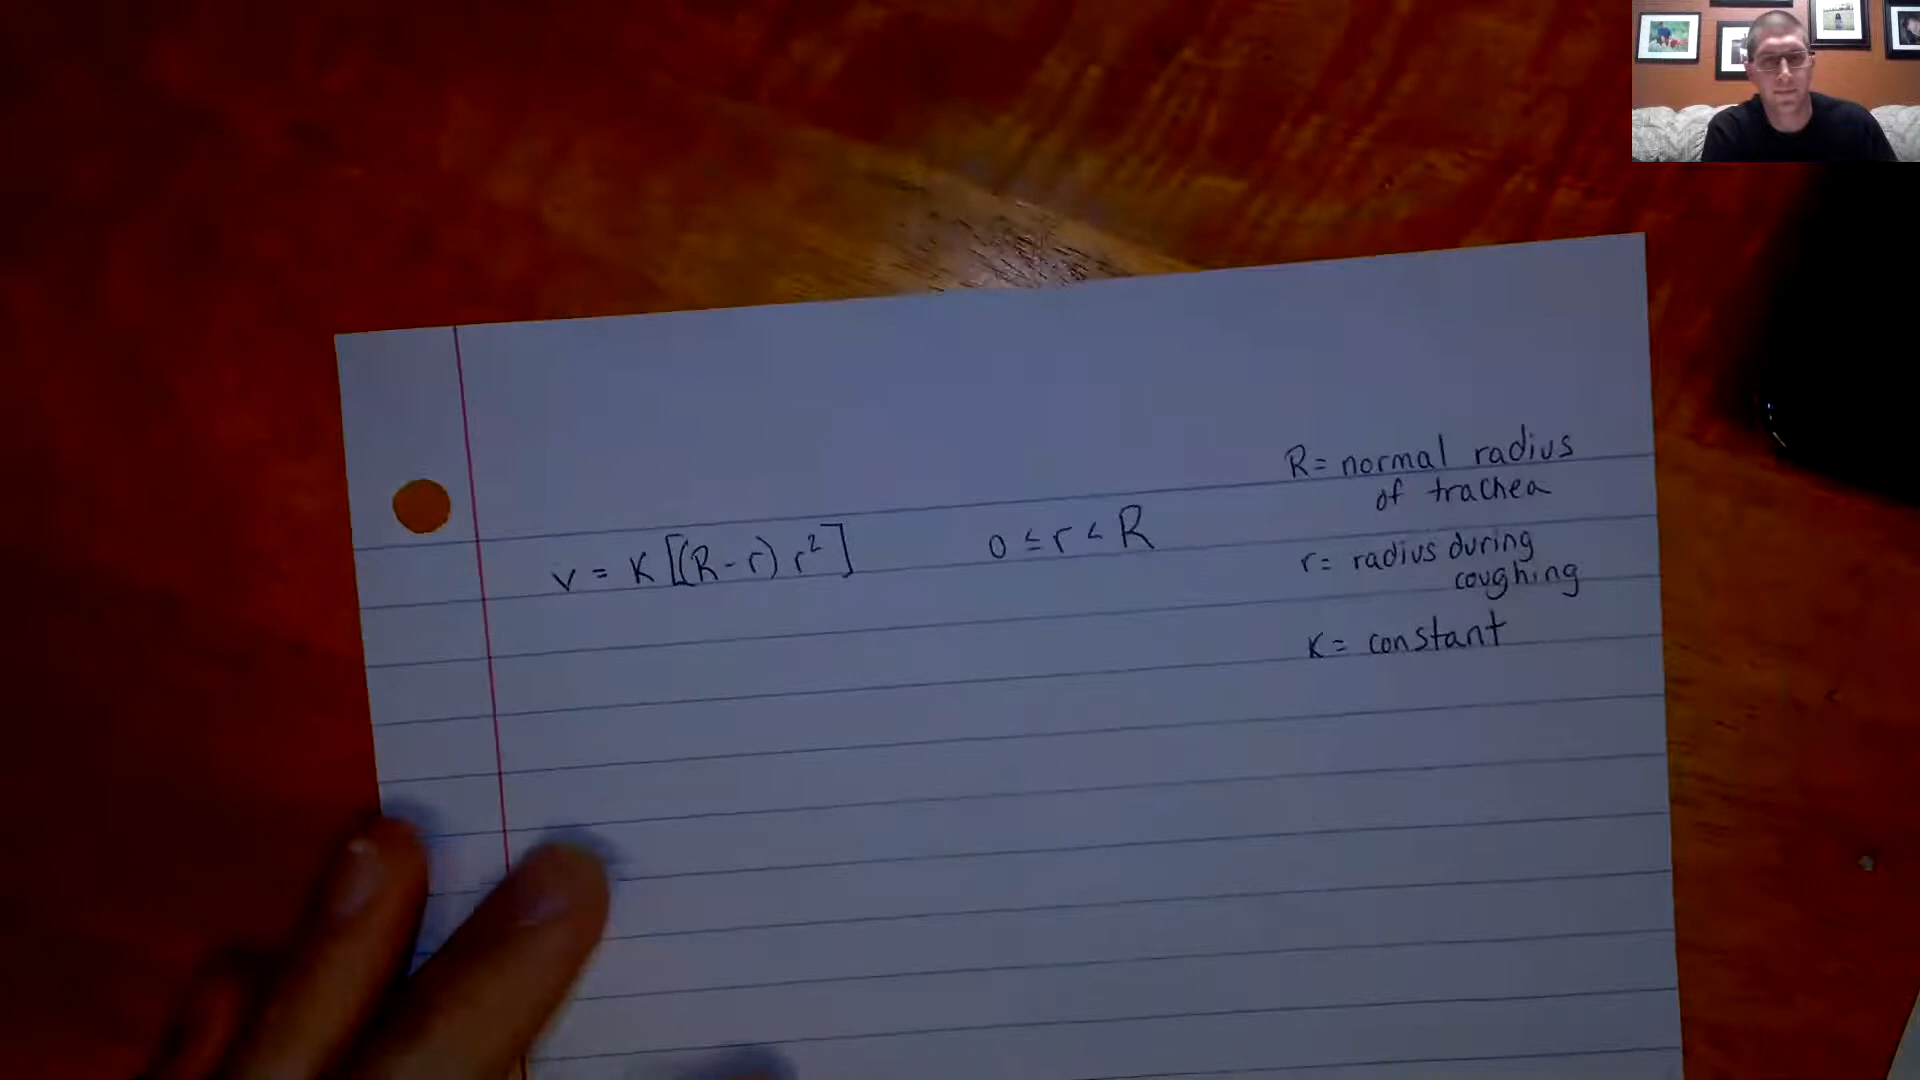 v = K [(R - r) r²]
0 ≤ r < R
R = normal radius
of trachea
r = radius during
coughing
K = constant